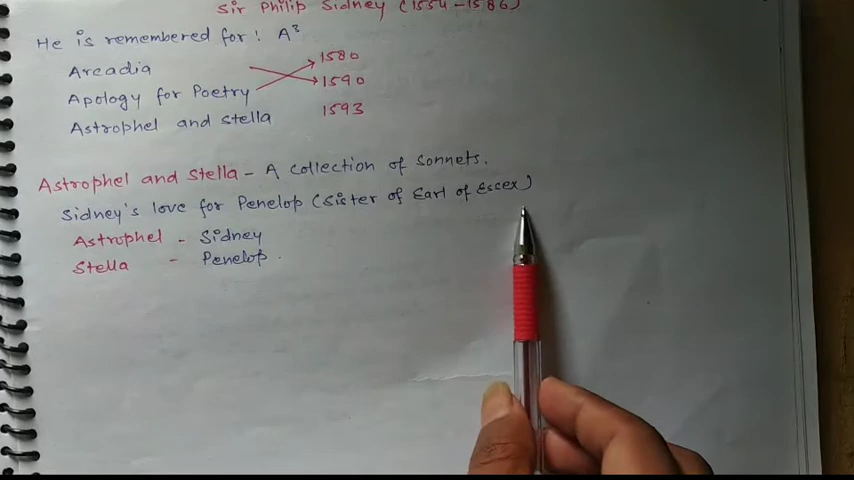 Sir Philip Sidney (1554-1586)
He is remembered for: A³
Arcadia 1580
Apology for Poetry 1590
Astrophel and stella 1593
Astrophel and Stella - A collection of sonnets.
Sidney's love for Penelop (sister of Earl of Escex)
Astrophel - Sidney
Stella - Penelop.